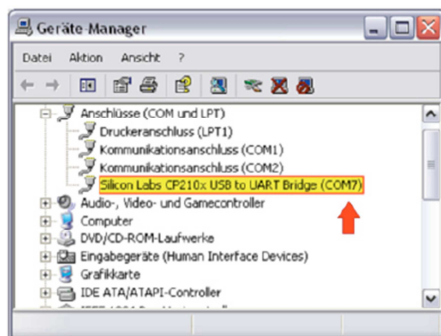 Geräte-Manager
Datei Aktion Ansicht ?
Anschlüsse (COM und LPT)
Druckeranschluss (LPT1)
Kommunikationsanschluss (COM1)
Kommunikationsanschluss (COM2)
Silicon Labs CP210x USB to UART Bridge (COM7)
Audio-, Video- und Gamecontroller
Computer
DVD/CD-ROM-Laufwerke
Eingabegeräte (Human Interface Devices)
Grafikkarte
IDE ATA/ATAPI-Controller